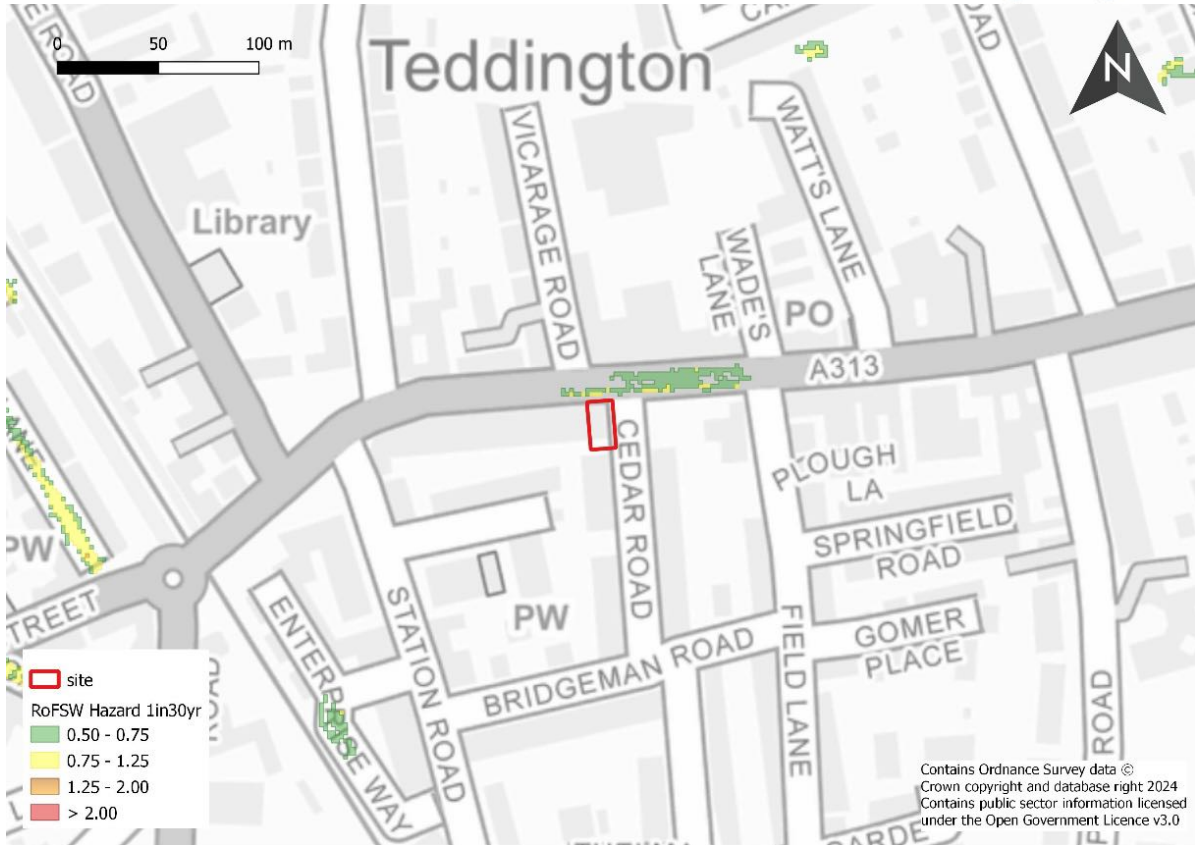 0 50 100 m
Teddington
N
E ROAD
VICARAGE ROAD
WATT'S LANE
Library
WADE'S
LANE
PO
A313
CEDAR ROAD
PLOUGH
LA
SPRINGFIELD
ROAD
PW
STREET
ENTERPRISE WAY
STATION ROAD
PW
BRIDGEMAN ROAD
FIELD LANE
GOMER
PLACE
ROAD
ROAD
site
RoFSW Hazard 1in30yr
0.50 - 0.75
0.75 - 1.25
1.25 - 2.00
> 2.00
Contains Ordnance Survey data ©
Crown copyright and database right 2024
Contains public sector information licensed
under the Open Government Licence v3.0